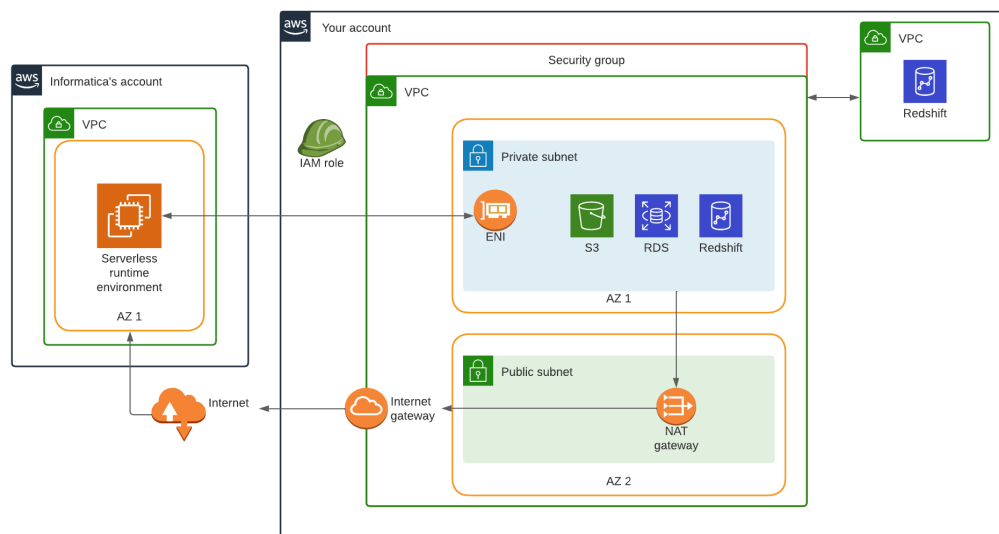 aws
Your account
VPC
Redshift
Security group
aws
Informatica's account
VPC
VPC
IAM role
Private subnet
ENI
S3
RDS
Redshift
Serverless
runtime
environment
AZ 1
AZ 1
Public subnet
Internet
Internet
gateway
NAT
gateway
AZ 2